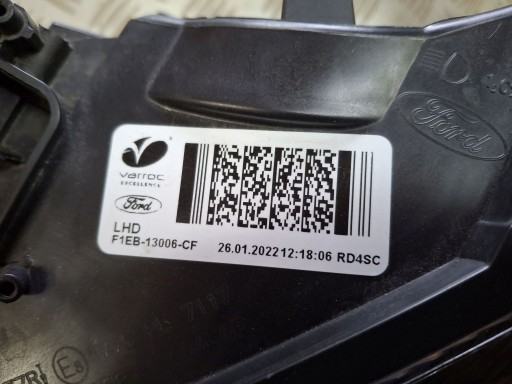 Ford
varroc
EXCELLENCE
Ford
LHD
F1EB-13006-CF 26.01.2022 12:18:06 RD4SC